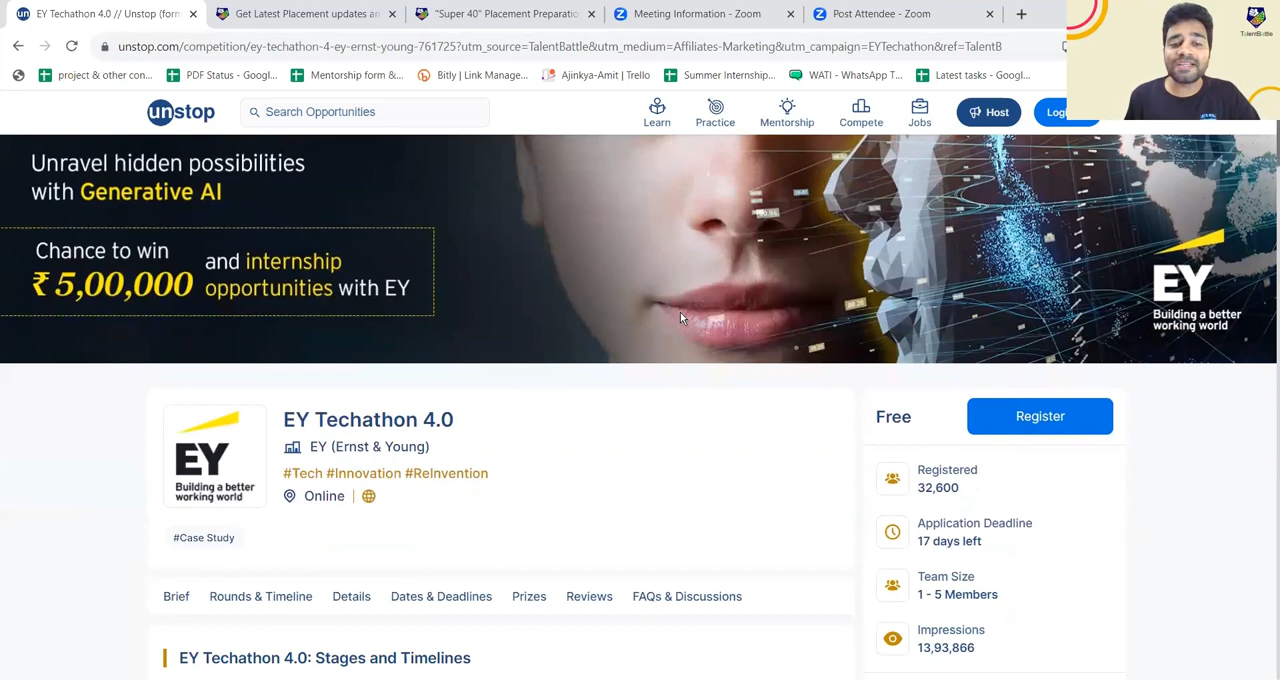 EY Techathon 4.0 // Unstop (form
Get Latest Placement updates an
"Super 40" Placement Preparatio
Meeting Information - Zoom
Post Attendee - Zoom
unstop.com/competition/ey-techathon-4-ey-ernst-young-761725?utm_source=TalentBattle&utm_medium=Affiliates-Marketing&utm_campaign=EYTechathon&ref=TalentB
project & other con...
PDF Status - Googl...
Mentorship form &...
Bitly | Link Manage...
Ajinkya-Amit | Trello
Summer Internship...
WATI - WhatsApp T...
Latest tasks - Googl...
TalentBattle
unstop
Search Opportunities
Learn
Practice
Mentorship
Compete
Jobs
Host
Logi
Unravel hidden possibilities
with Generative AI
Chance to win
₹ 5,00,000
and internship
opportunities with EY
EY
Building a better
working world
EY
Building a better
working world
EY Techathon 4.0
EY (Ernst & Young)
#Tech #Innovation #ReInvention
Online
#Case Study
Free
Register
Registered
32,600
Application Deadline
17 days left
Team Size
1 - 5 Members
Impressions
13,93,866
Brief
Rounds & Timeline
Details
Dates & Deadlines
Prizes
Reviews
FAQs & Discussions
EY Techathon 4.0: Stages and Timelines